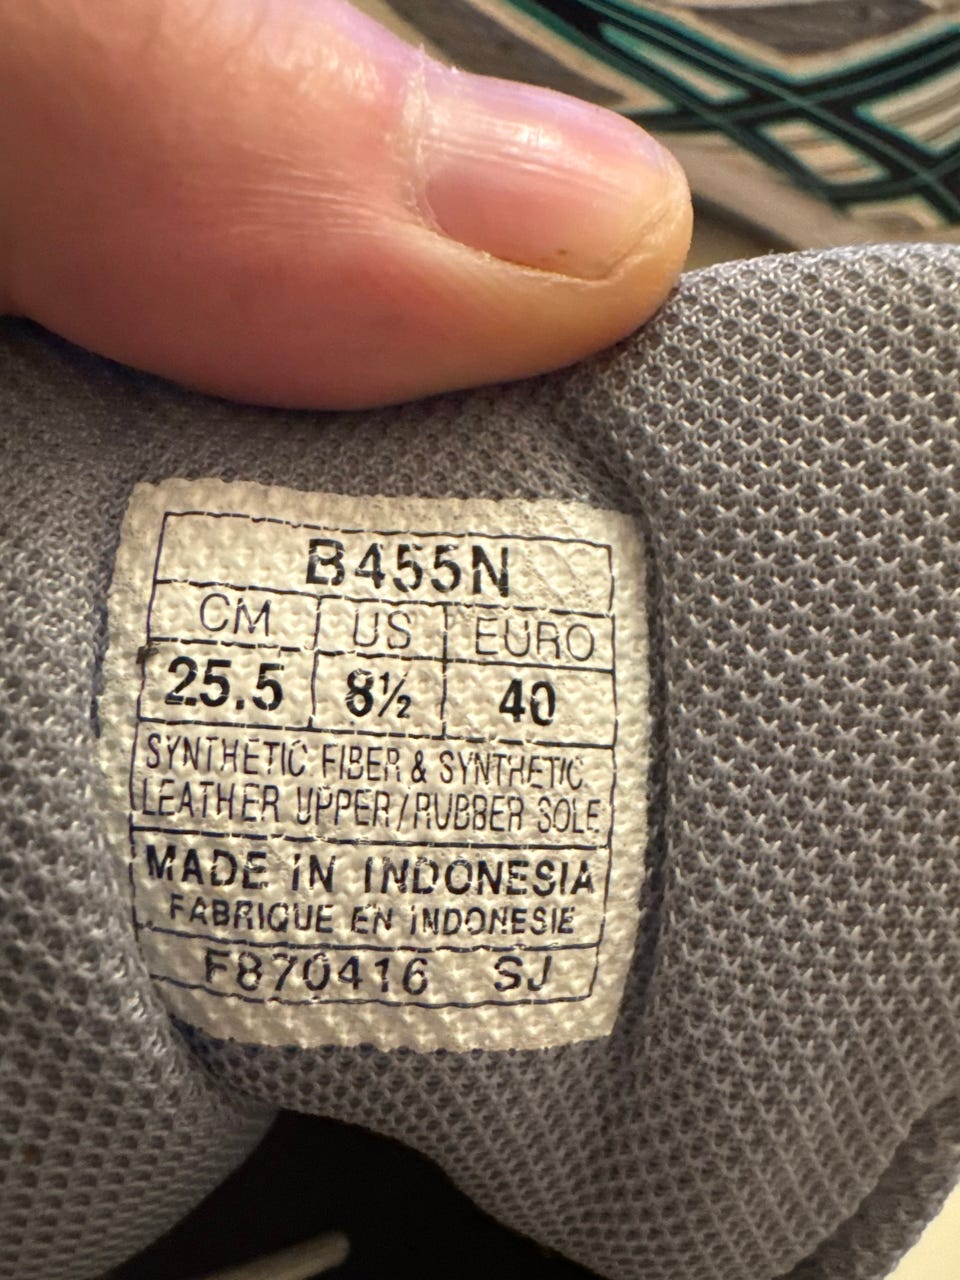 B455N
CM US EURO
25.5 8½ 40
SYNTHETIC FIBER & SYNTHETIC
LEATHER UPPER/RUBBER SOLE
MADE IN INDONESIA
FABRIQUE EN INDONESIE
F870416 SJ